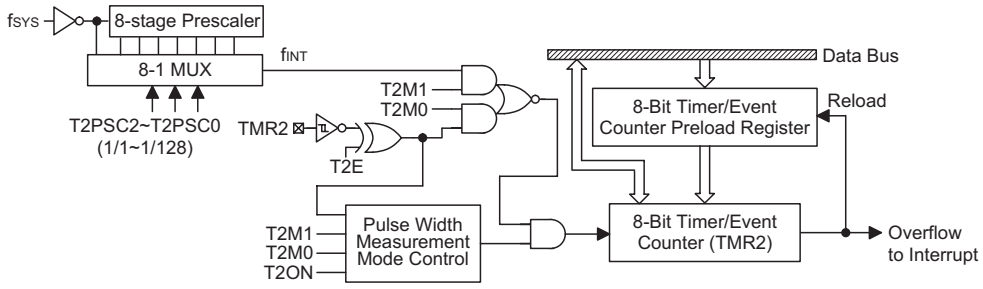 fSYS
8-stage Prescaler
8-1 MUX
fINT
T2PSC2~T2PSC0
(1/1~1/128)
TMR2
T2E
T2M1
T2M0
T2M1
T2M0
T2ON
Pulse Width
Measurement
Mode Control
Data Bus
8-Bit Timer/Event
Counter Preload Register
Reload
8-Bit Timer/Event
Counter (TMR2)
Overflow
to Interrupt